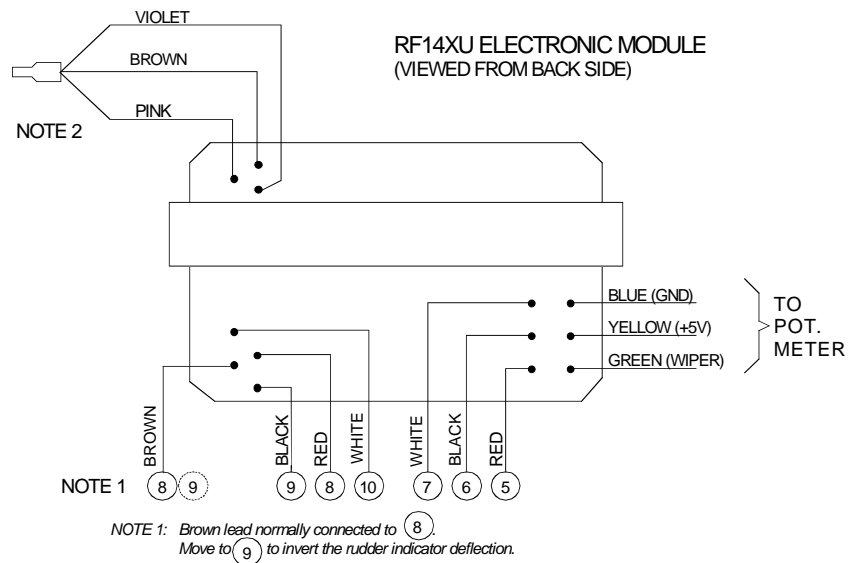 VIOLET
RF14XU ELECTRONIC MODULE
(VIEWED FROM BACK SIDE)
BROWN
PINK
NOTE 2
BLUE (GND)
YELLOW (+5V)
GREEN (WIPER)
TO
POT.
METER
BROWN
BLACK
RED
WHITE
WHITE
BLACK
RED
NOTE 1 8 9 9 8 10 7 6 5
NOTE 1: Brown lead normally connected to 8.
Move to 9 to invert the rudder indicator deflection.